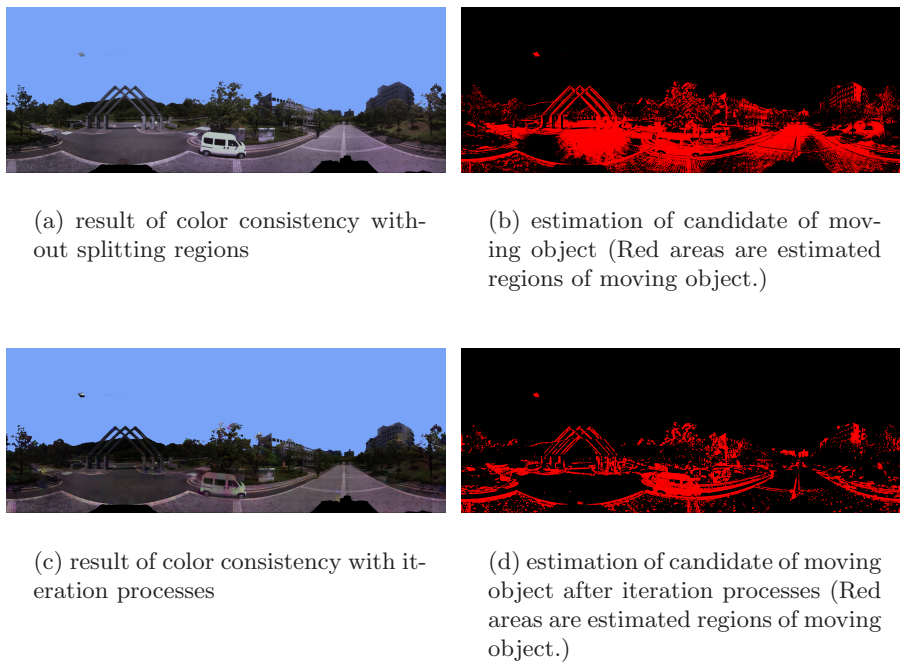 (a) result of color consistency with-
out splitting regions
(b) estimation of candidate of mov-
ing object (Red areas are estimated
regions of moving object.)
(c) result of color consistency with it-
eration processes
(d) estimation of candidate of moving
object after iteration processes (Red
areas are estimated regions of moving
object.)